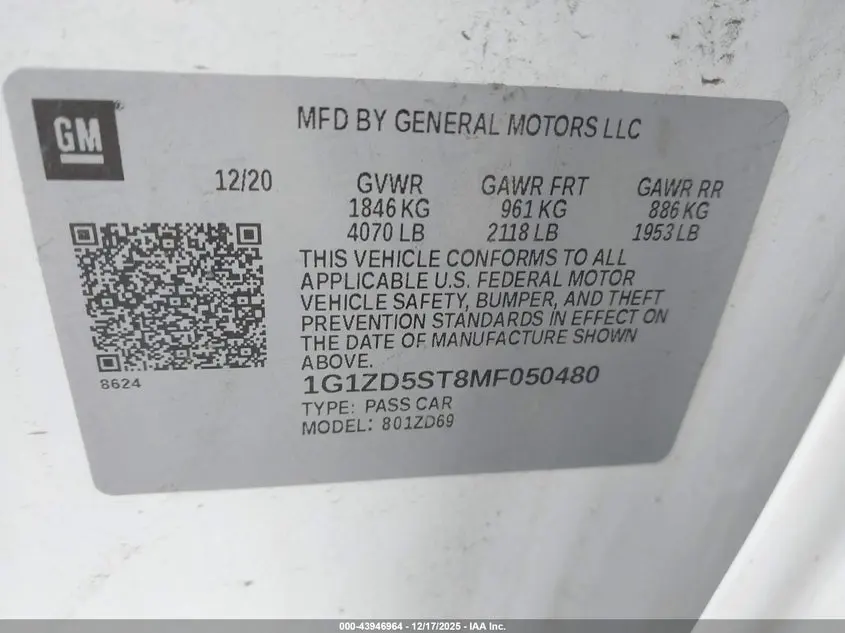 GM®
MFD BY GENERAL MOTORS LLC
12/20 GVWR GAWR FRT GAWR RR
1846 KG 961 KG 886 KG
4070 LB 2118 LB 1953 LB
THIS VEHICLE CONFORMS TO ALL
APPLICABLE U.S. FEDERAL MOTOR
VEHICLE SAFETY, BUMPER, AND THEFT
PREVENTION STANDARDS IN EFFECT ON
THE DATE OF MANUFACTURE SHOWN
ABOVE.
8624
1G1ZD5ST8MF050480
TYPE: PASS CAR
MODEL: 801ZD69
000-43946964 - 12/17/2025 - IAA Inc.